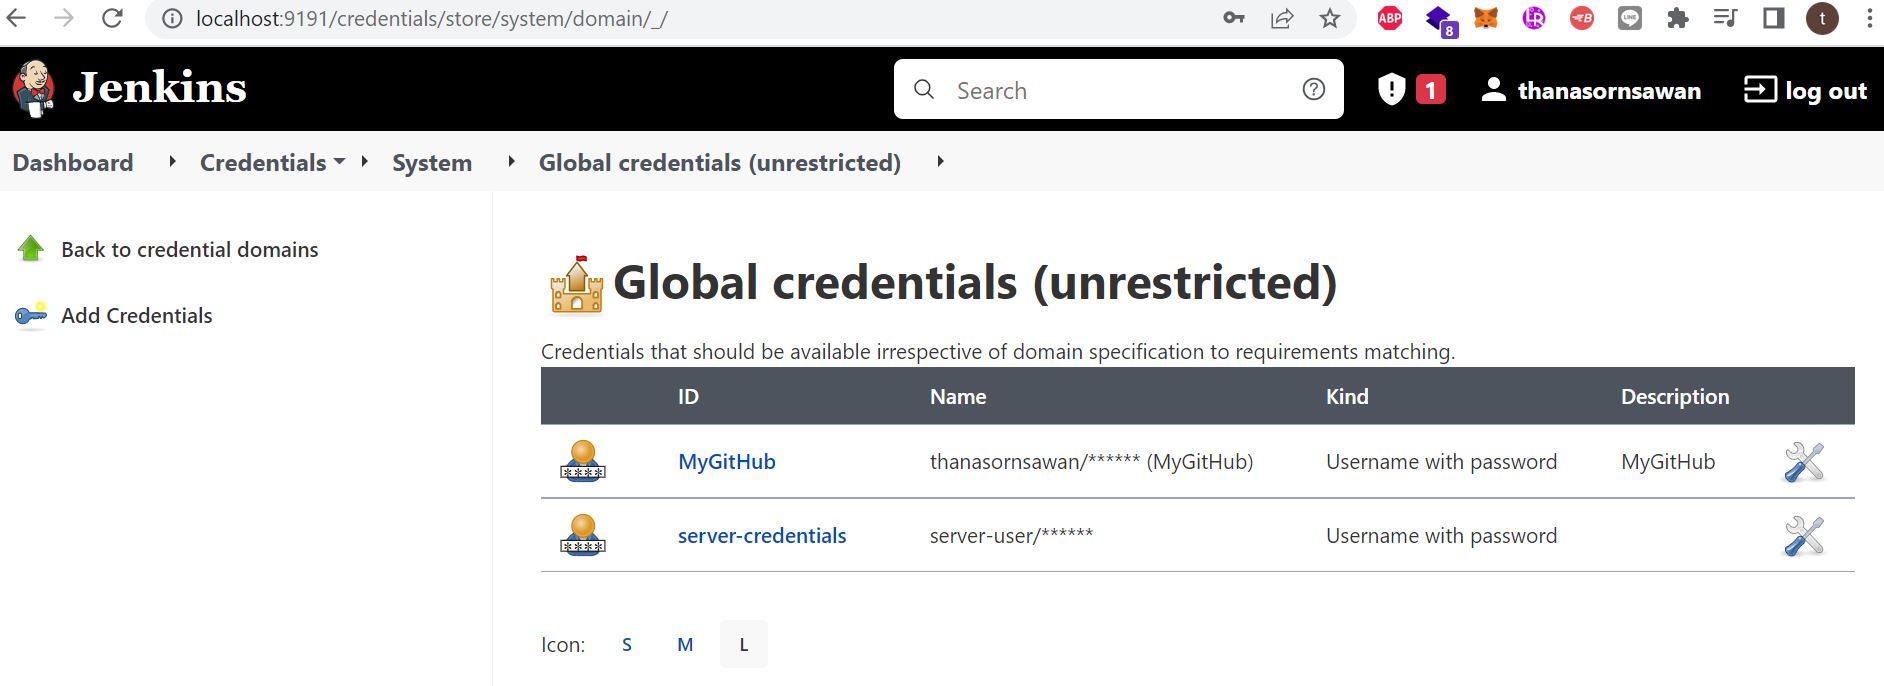 localhost:9191/credentials/store/system/domain/_/
ABP 8 LR B LINE t
Jenkins Search 1 thanasornsawan log out
Dashboard Credentials System Global credentials (unrestricted)
Back to credential domains
Add Credentials
Global credentials (unrestricted)
Credentials that should be available irrespective of domain specification to requirements matching.
ID Name Kind Description
**** MyGitHub thanasornsawan/****** (MyGitHub) Username with password MyGitHub
**** server-credentials server-user/****** Username with password
Icon: S M L